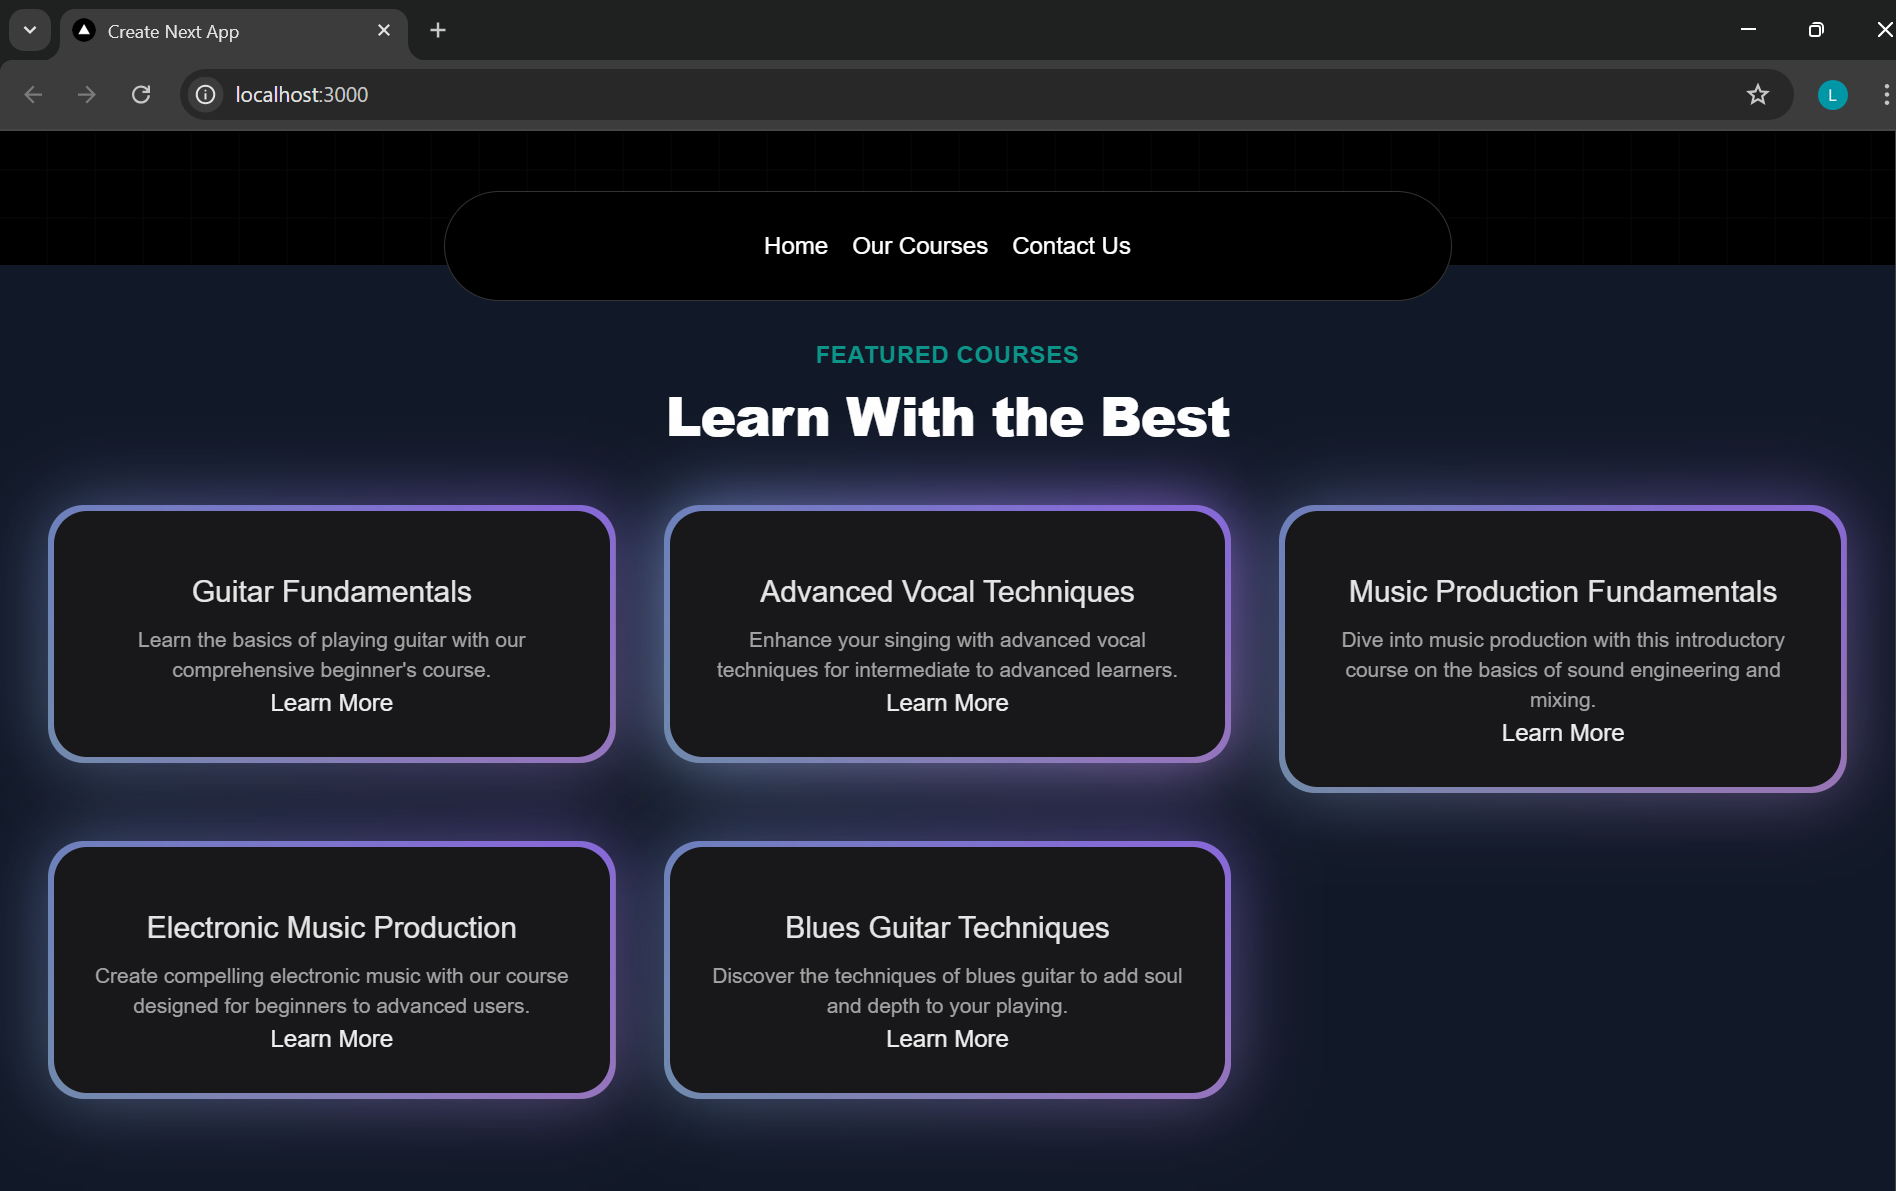 Create Next App
localhost:3000
L
Home Our Courses Contact Us
FEATURED COURSES
Learn With the Best
Guitar Fundamentals
Learn the basics of playing guitar with our
comprehensive beginner's course.
Learn More
Advanced Vocal Techniques
Enhance your singing with advanced vocal
techniques for intermediate to advanced learners.
Learn More
Music Production Fundamentals
Dive into music production with this introductory
course on the basics of sound engineering and
mixing.
Learn More
Electronic Music Production
Create compelling electronic music with our course
designed for beginners to advanced users.
Learn More
Blues Guitar Techniques
Discover the techniques of blues guitar to add soul
and depth to your playing.
Learn More